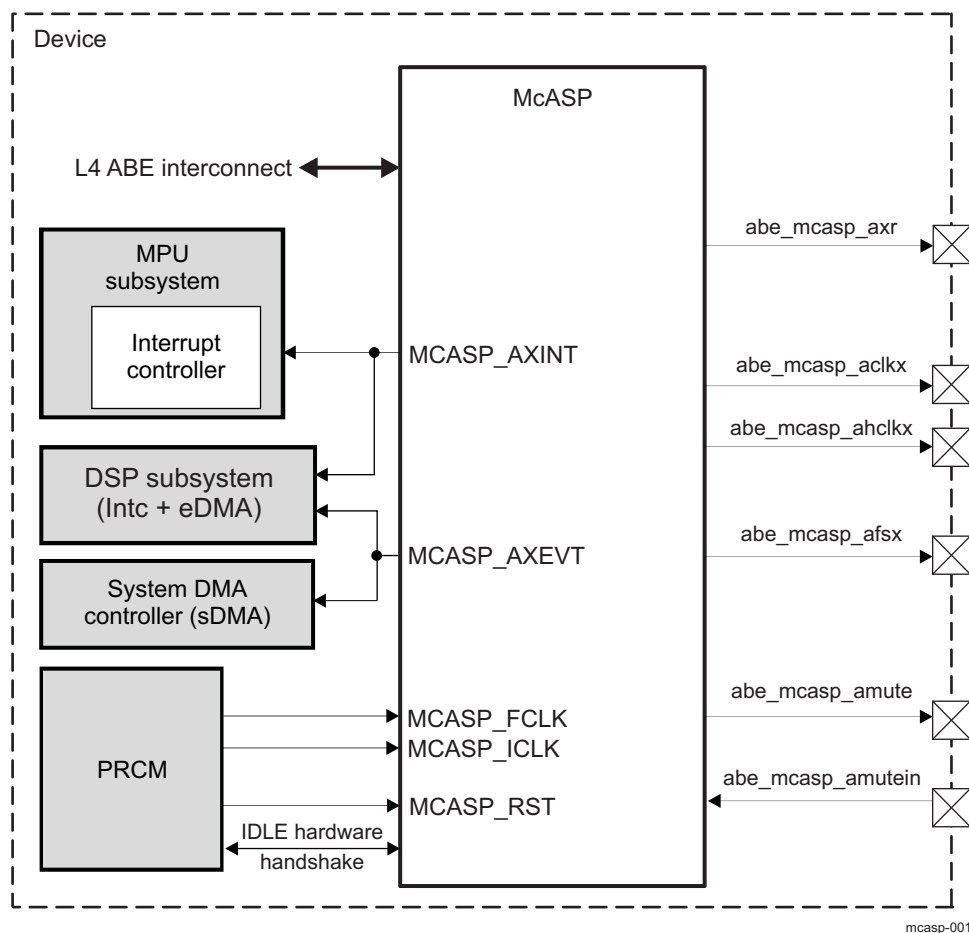 Device
McASP
L4 ABE interconnect
MPU
subsystem
Interrupt
controller
MCASP_AXINT
DSP subsystem
(Intc + eDMA)
MCASP_AXEVT
System DMA
controller (sDMA)
PRCM
MCASP_FCLK
MCASP_ICLK
MCASP_RST
IDLE hardware
handshake
abe_mcasp_axr
abe_mcasp_aclkx
abe_mcasp_ahclkx
abe_mcasp_afsx
abe_mcasp_amute
abe_mcasp_amutein
mcasp-001